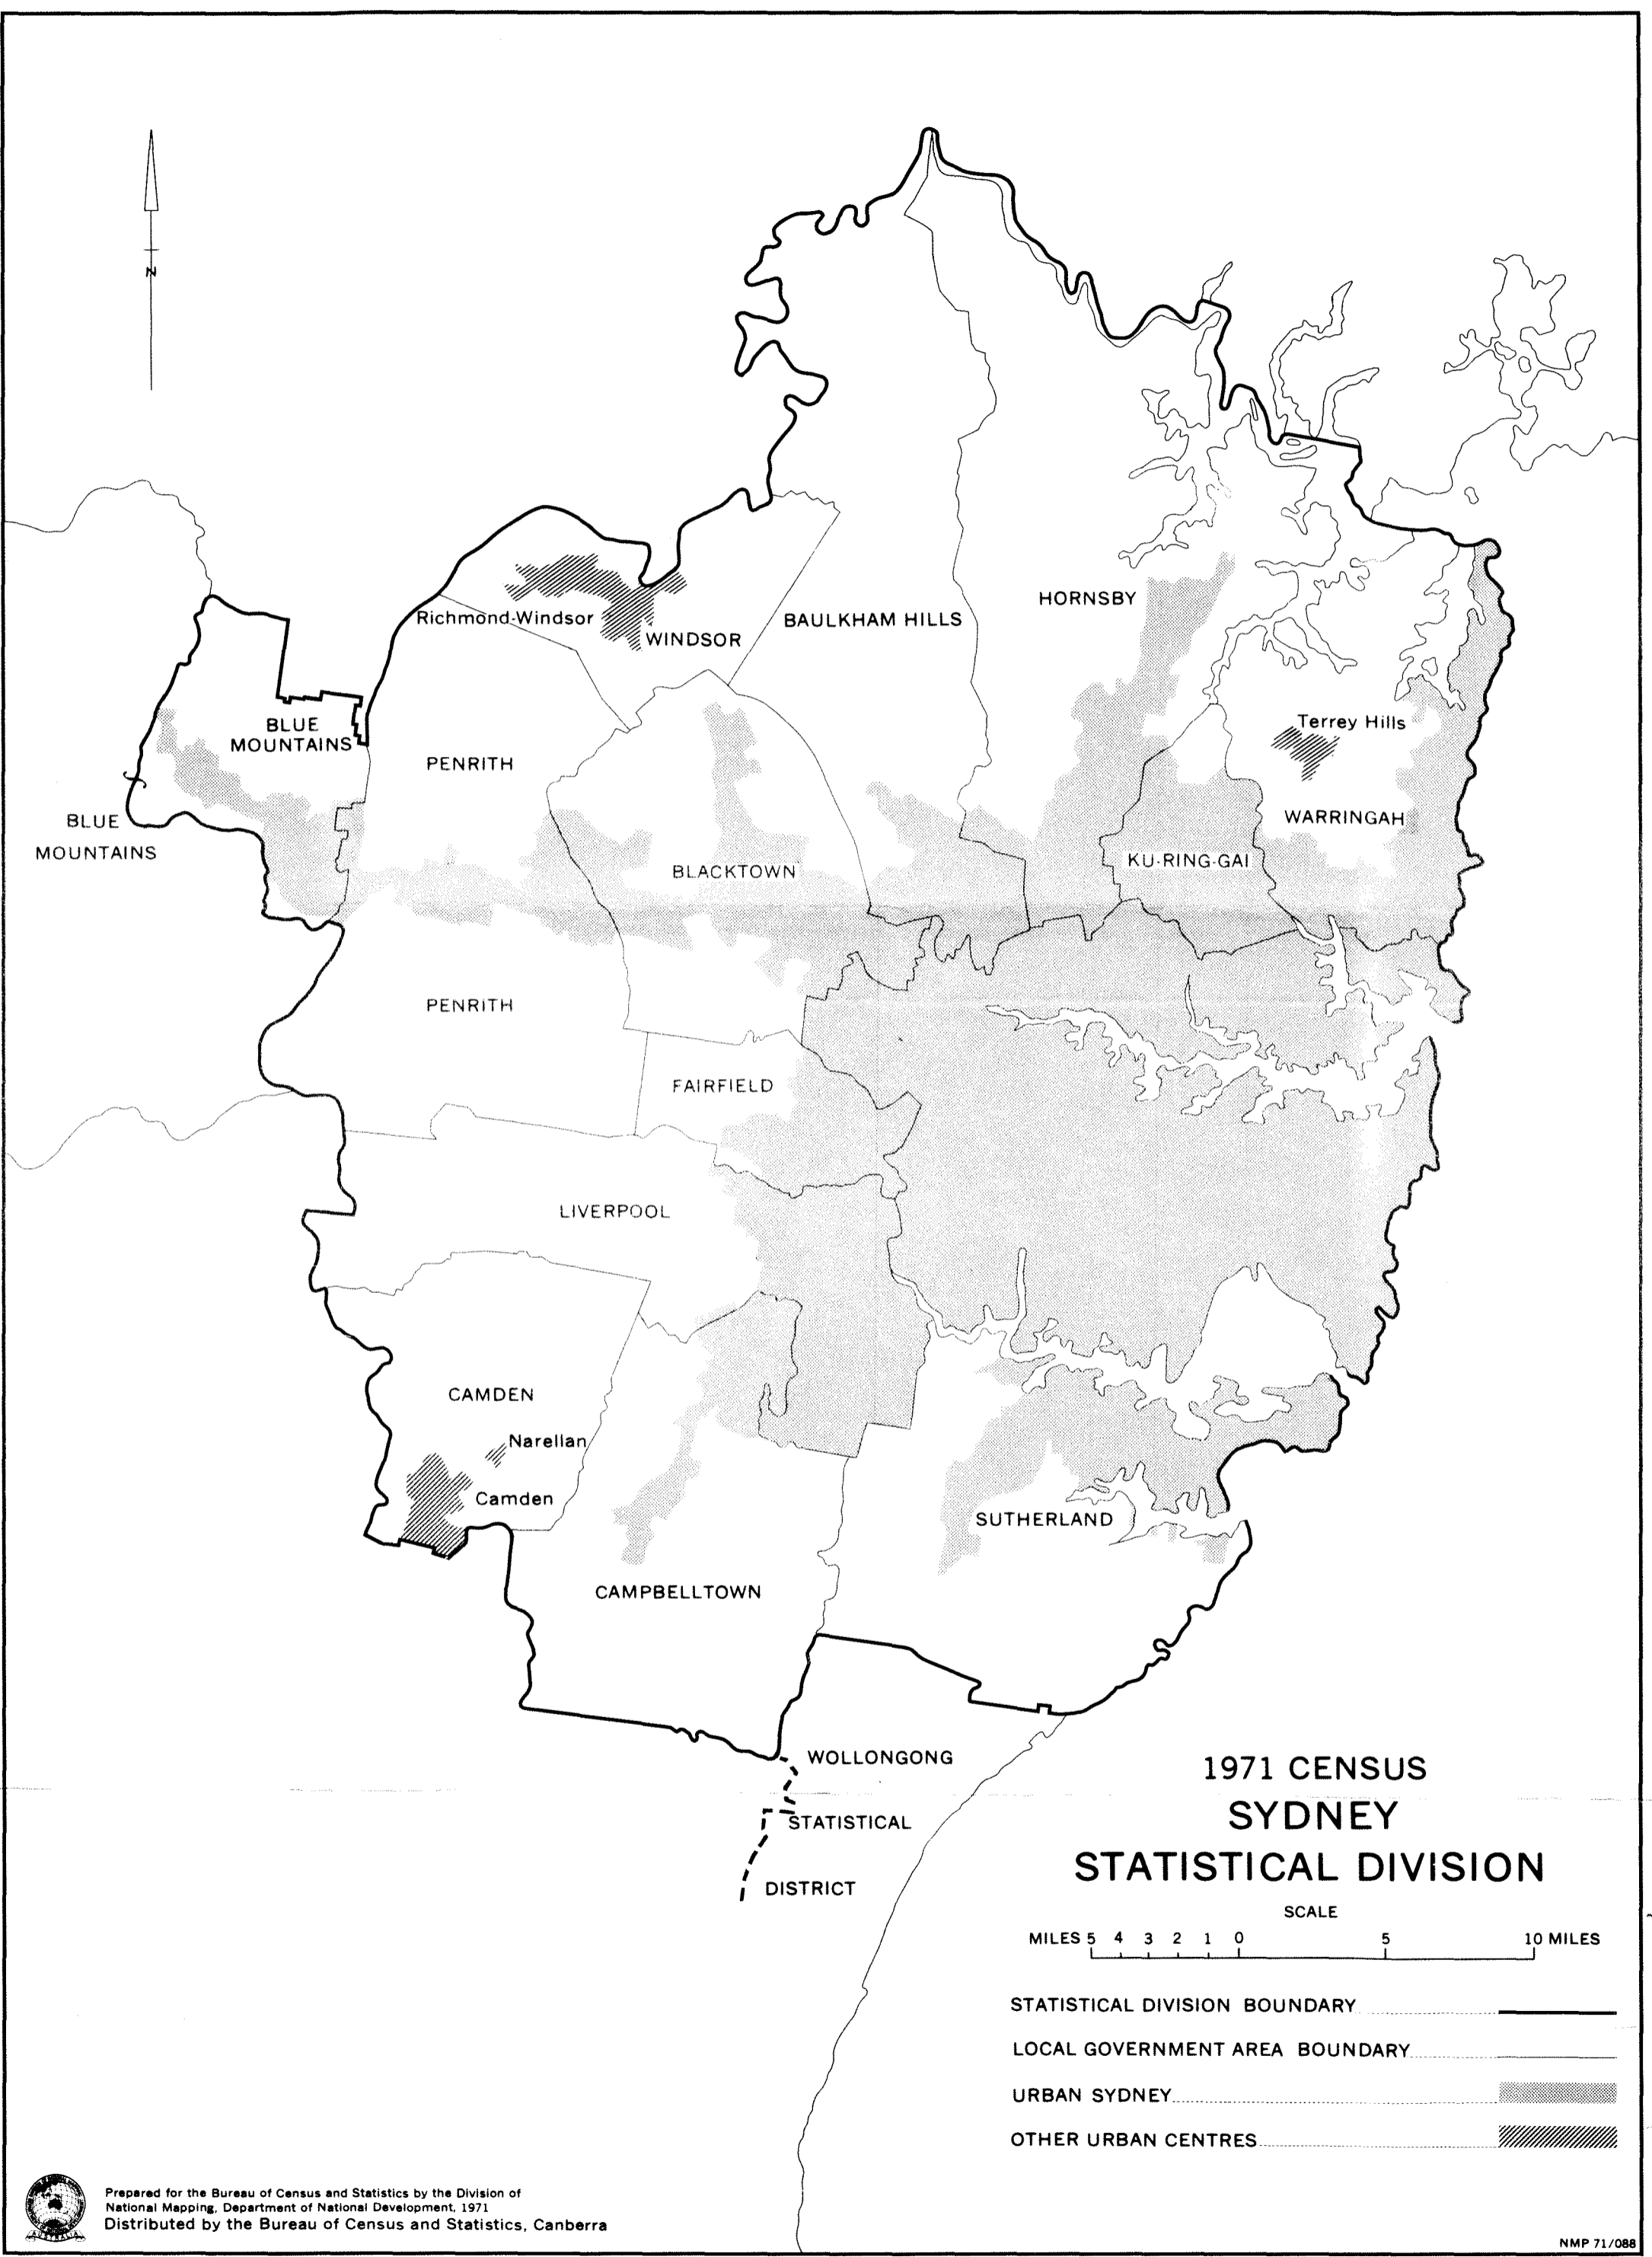 N
HORNSBY
Richmond-Windsor
WINDSOR
BAULKHAM HILLS
BLUE
MOUNTAINS
Terrey Hills
PENRITH
BLUE
MOUNTAINS
WARRINGAH
KU-RING-GAI
BLACKTOWN
PENRITH
FAIRFIELD
LIVERPOOL
CAMDEN
Narellan
Camden
SUTHERLAND
CAMPBELLTOWN
WOLLONGONG
STATISTICAL
DISTRICT
1971 CENSUS
SYDNEY
STATISTICAL DIVISION
SCALE
MILES 5 4 3 2 1 0 5 10 MILES
STATISTICAL DIVISION BOUNDARY
LOCAL GOVERNMENT AREA BOUNDARY
URBAN SYDNEY
OTHER URBAN CENTRES
AUSTRALIA
Prepared for the Bureau of Census and Statistics by the Division of
National Mapping, Department of National Development, 1971
Distributed by the Bureau of Census and Statistics, Canberra
NMP 71/088